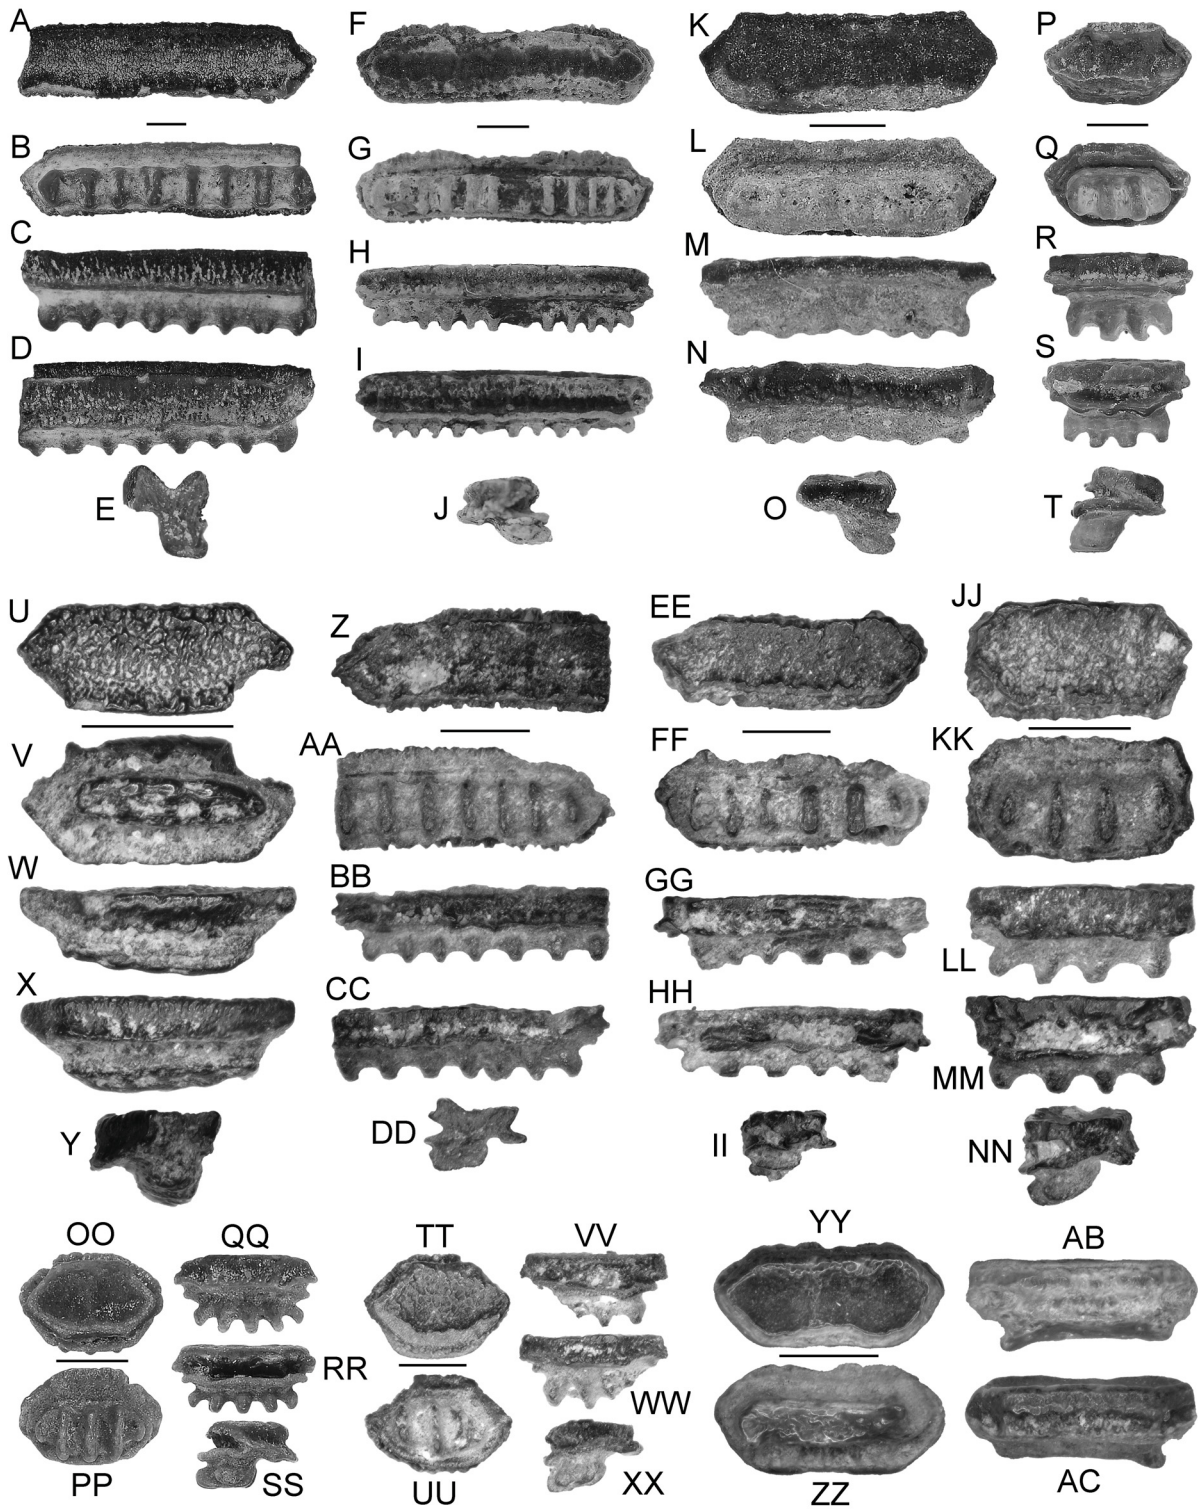 A F K P
B G L Q
C H M R
D I N S
E J O T
U Z EE JJ
V AA FF KK
W BB GG LL
X CC HH MM
Y DD II NN
OO QQ TT VV YY AB
RR WW
PP SS UU XX ZZ AC